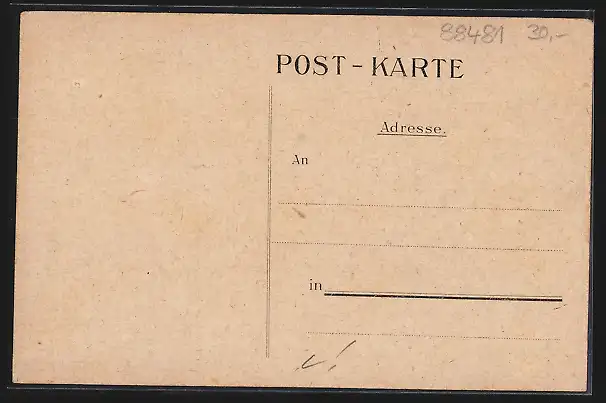 88481 30,-
POST - KARTE
Adresse.
An
in